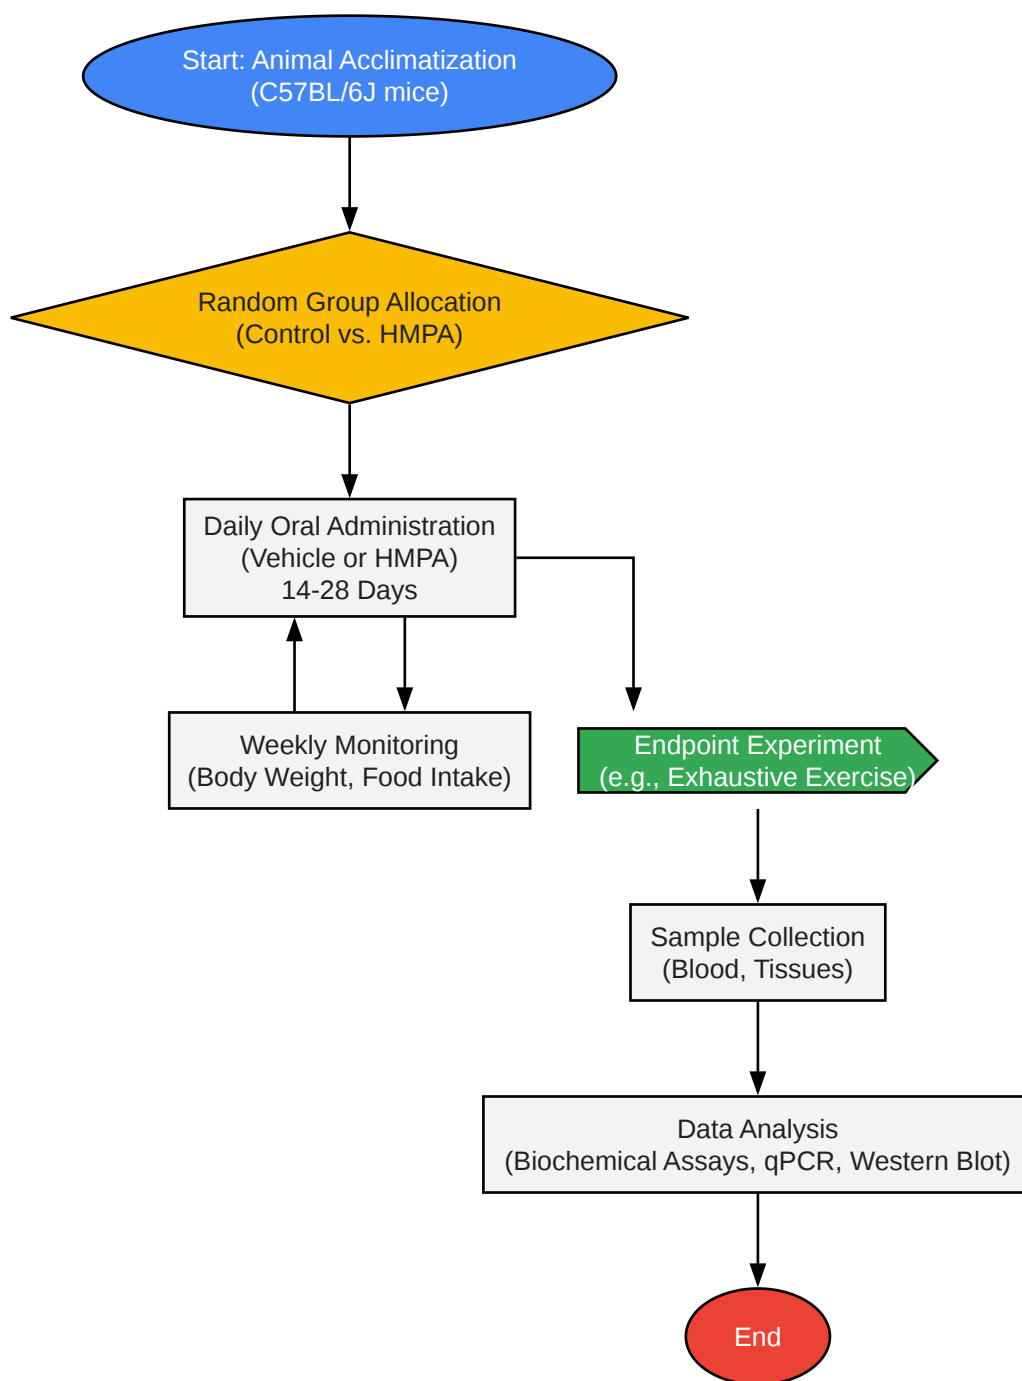 Start: Animal Acclimatization
(C57BL/6J mice)
Random Group Allocation
(Control vs. HMPA)
Daily Oral Administration
(Vehicle or HMPA)
14-28 Days
Weekly Monitoring
(Body Weight, Food Intake)
Endpoint Experiment
(e.g., Exhaustive Exercise)
Sample Collection
(Blood, Tissues)
Data Analysis
(Biochemical Assays, qPCR, Western Blot)
End